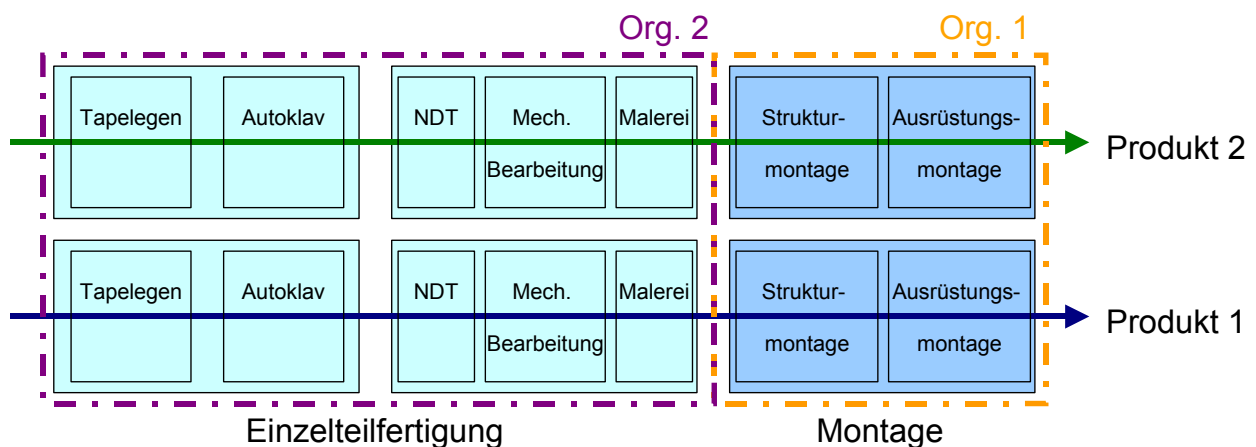 Org. 2 Org. 1
Tapelegen Autoklav NDT Mech. Malerei Struktur- Ausrüstungs-
Bearbeitung montage montage
Produkt 2
Tapelegen Autoklav NDT Mech. Malerei Struktur- Ausrüstungs-
Bearbeitung montage montage
Produkt 1
Einzelteilfertigung Montage